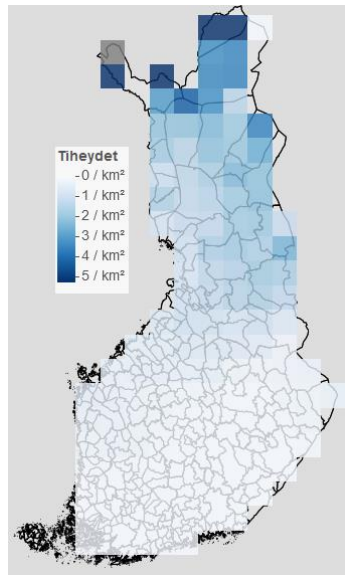 Tiheydet
-0 / km²
-1 / km²
-2 / km²
-3 / km²
-4 / km²
-5 / km²